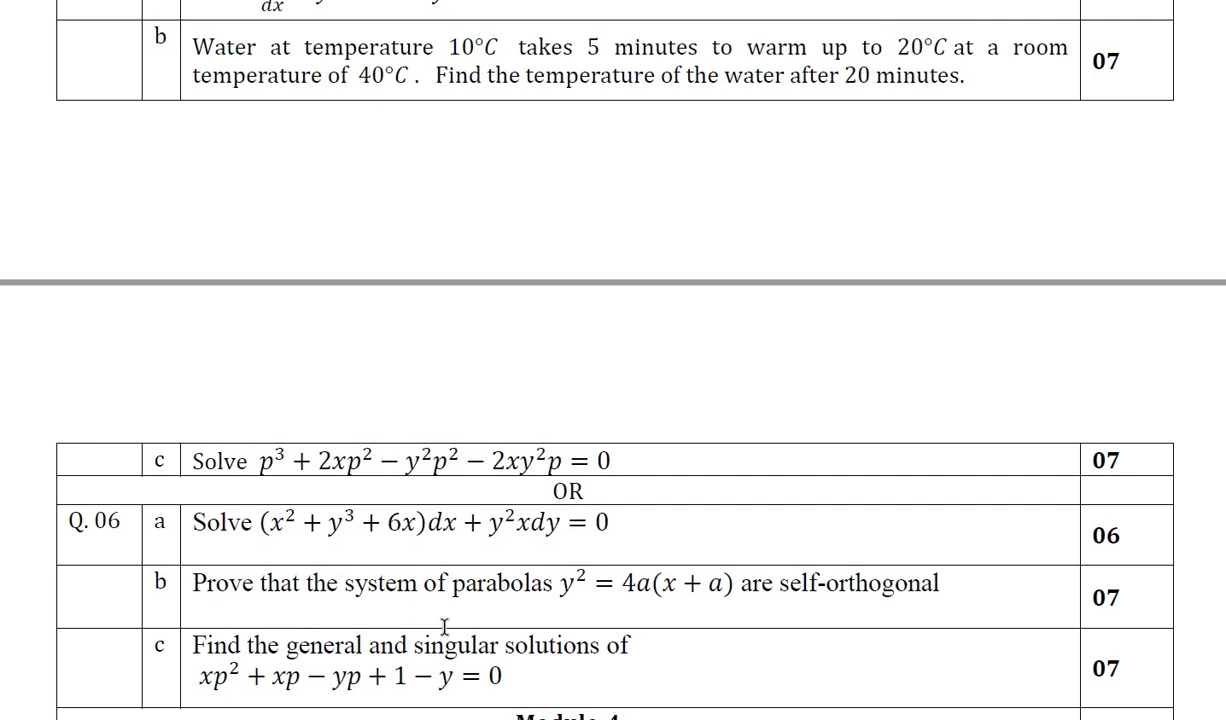 dx
b
Water at temperature 10°C takes 5 minutes to warm up to 20°C at a room
temperature of 40°C . Find the temperature of the water after 20 minutes.
07
c Solve p³ + 2xp² − y²p² − 2xy²p = 0 07
OR
Q. 06 a Solve (x² + y³ + 6x)dx + y²xdy = 0
06
b Prove that the system of parabolas y² = 4a(x + a) are self-orthogonal
07
c Find the general and singular solutions of
xp² + xp − yp + 1 − y = 0
07